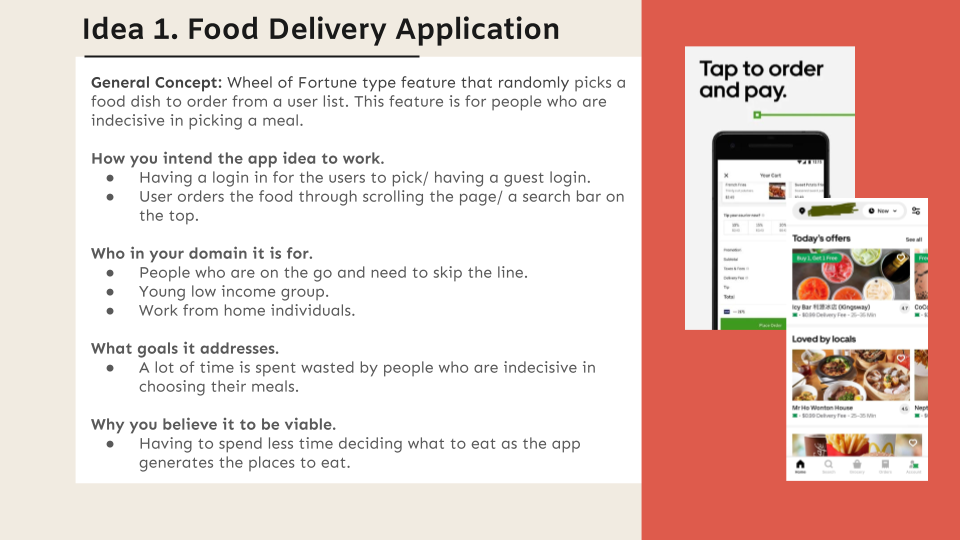 Idea 1. Food Delivery Application
General Concept: Wheel of Fortune type feature that randomly picks a
food dish to order from a user list. This feature is for people who are
indecisive in picking a meal.
How you intend the app idea to work.
● Having a login in for the users to pick/ having a guest login.
● User orders the food through scrolling the page/ a search bar on
the top.
Who in your domain it is for.
● People who are on the go and need to skip the line.
● Young low income group.
● Work from home individuals.
What goals it addresses.
● A lot of time is spent wasted by people who are indecisive in
choosing their meals.
Why you believe it to be viable.
● Having to spend less time deciding what to eat as the app
generates the places to eat.
Tap to order
and pay.
Your Cart
French Fries
Total:
Place Order
Now
Today's offers
See all
Buy 1, Get 1 Free
Icy Bar
(Kingsway)
4.7
$0.00 Delivery Fee • 25-35 Min
Loved by locals
Mr Ho Wonton House
4.5
$0.00 Delivery Fee • 25-35 Min
Home
Search
Grocery
Orders
Account